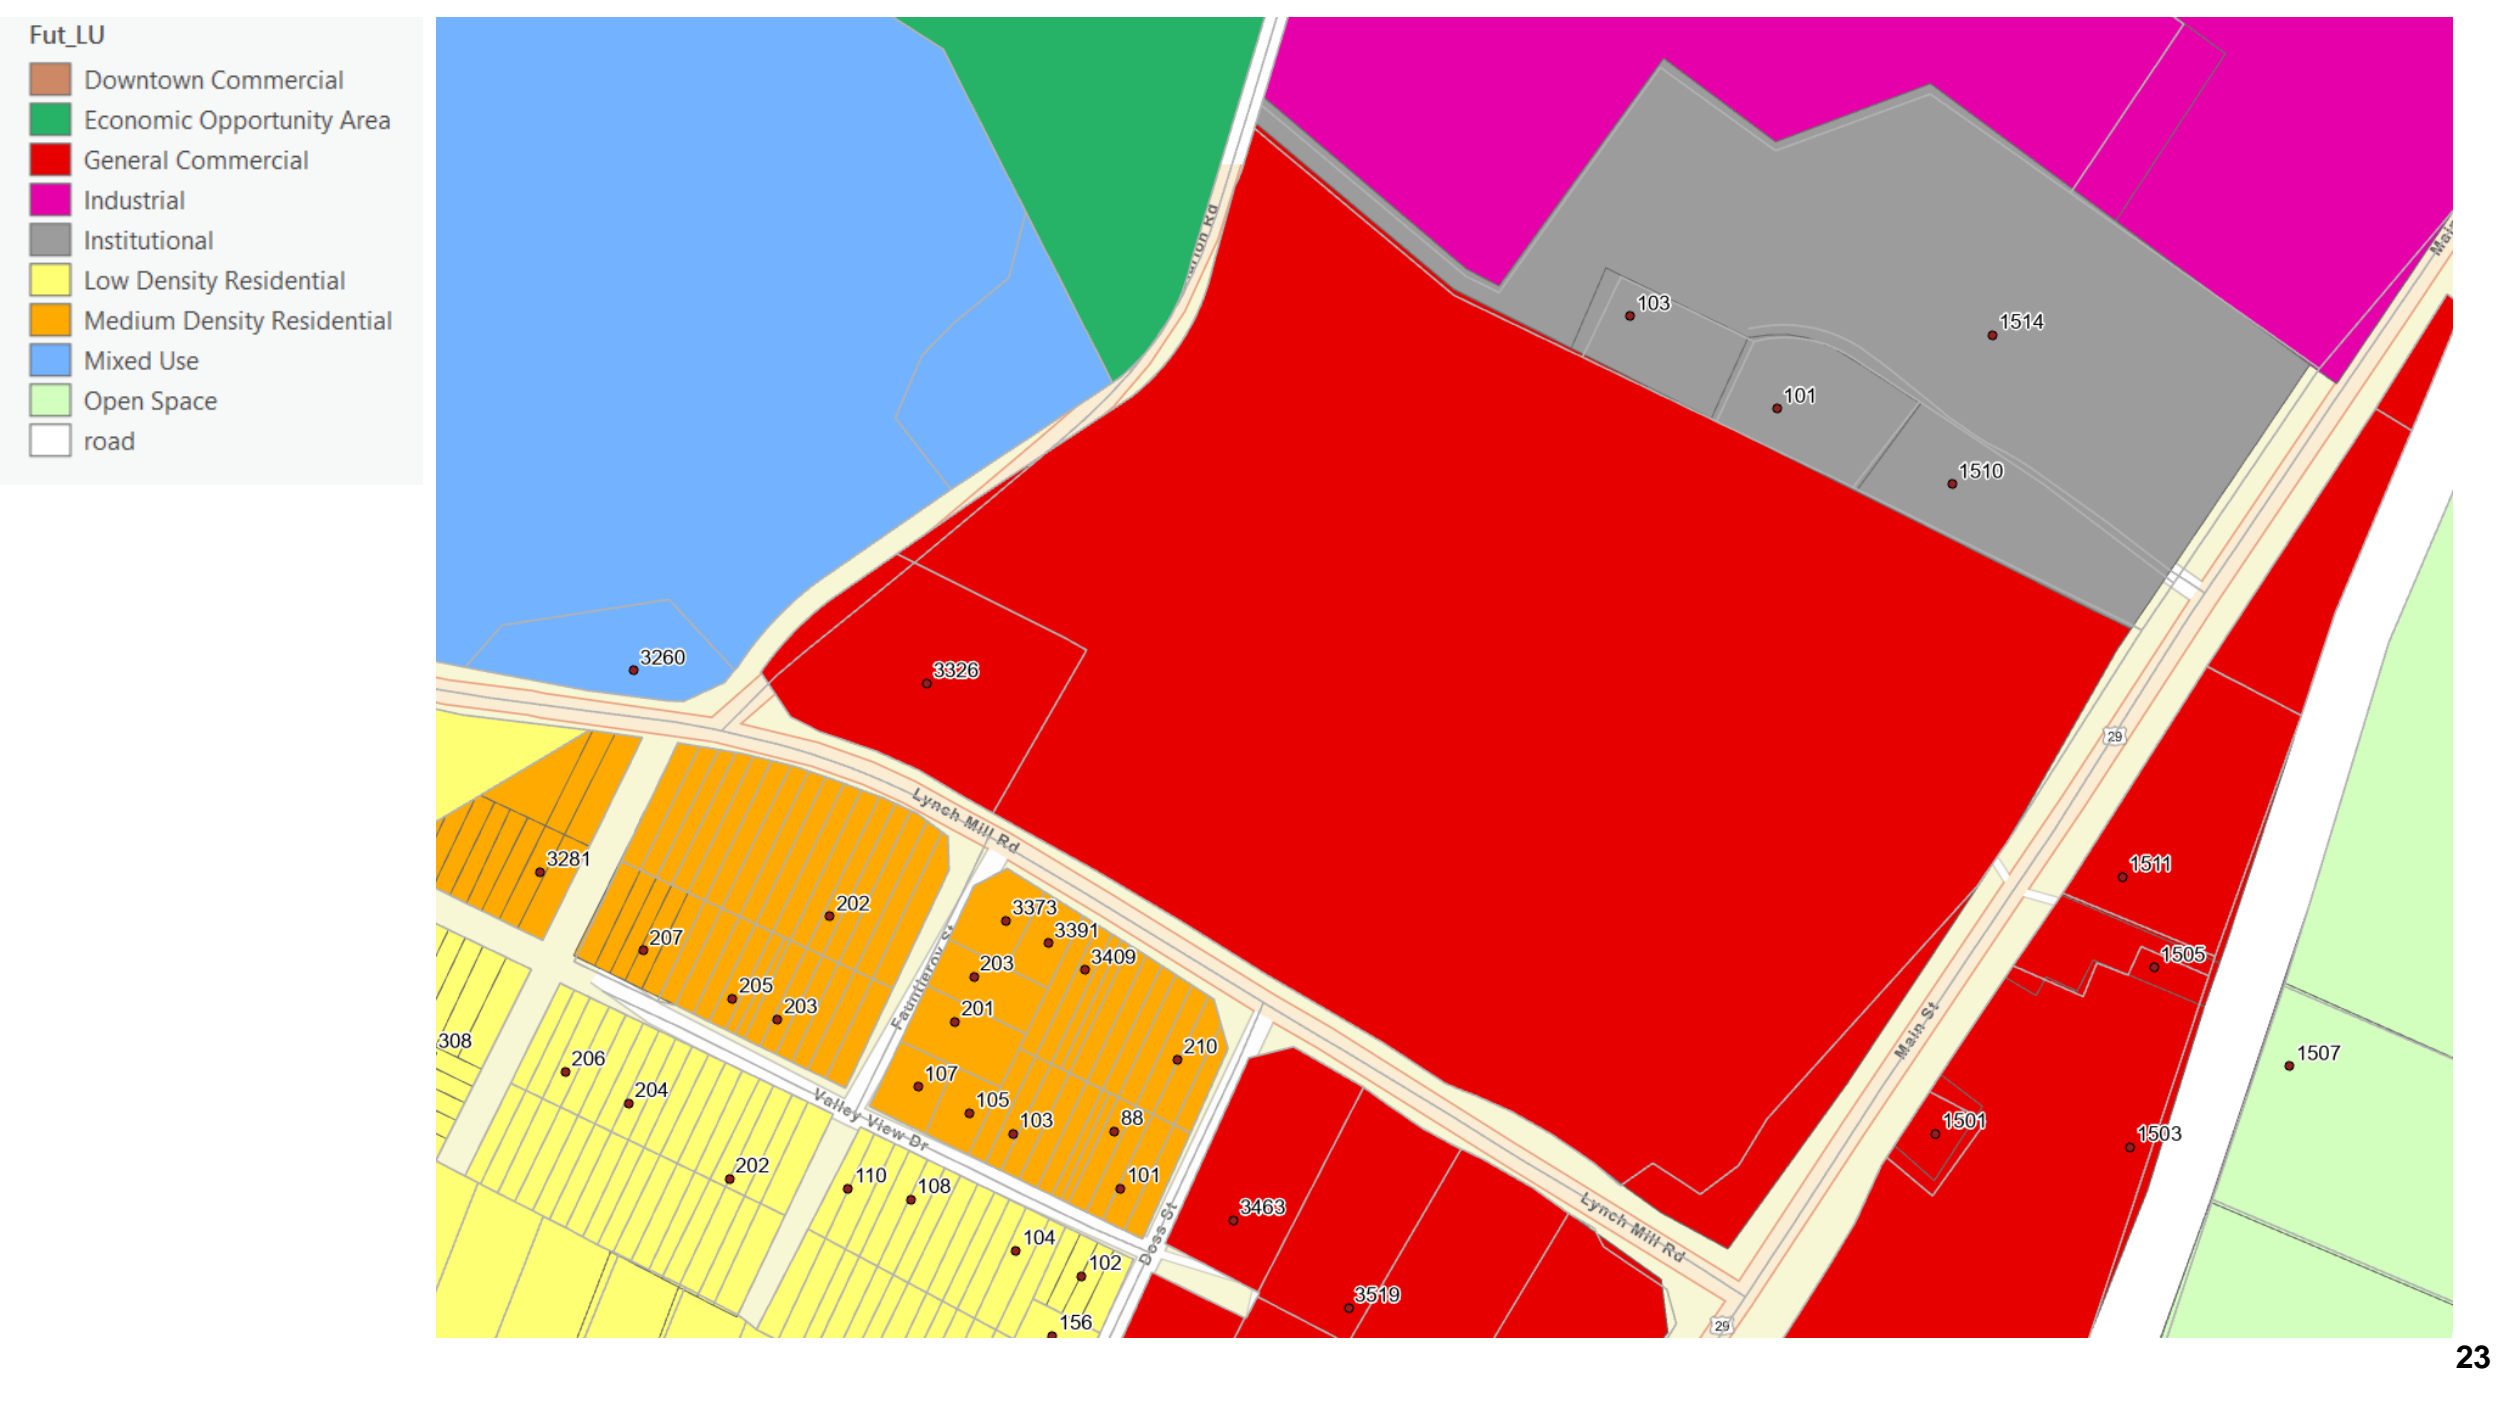 Fut_LU
Downtown Commercial
Economic Opportunity Area
General Commercial
Industrial
Institutional
Low Density Residential
Medium Density Residential
Mixed Use
Open Space
road
Rd
Main
103
1514
101
1510
3260
3326
29
Lynch Mill Rd
3281
1511
202
3373
3391
207
3409
203
1505
205
203
201
Fauntleroy St
Main St
308
206
210
1507
107
204
105
Valley View Dr
103
88
1501
1503
202
110
108
101
3463
Doss St
Lynch Mill Rd
104
102
3519
156
29
23